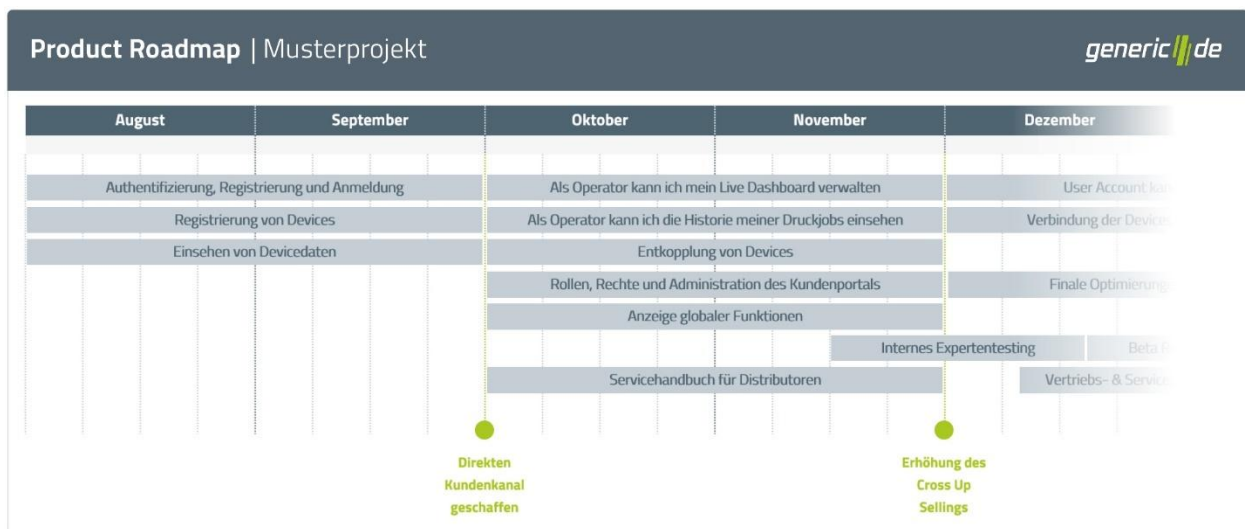 Product Roadmap | Musterprojekt
generic de
August September Oktober November Dezember
Authentifizierung, Registrierung und Anmeldung Als Operator kann ich mein Live Dashboard verwalten User Account
Registrierung von Devices Als Operator kann ich die Historie meiner Druckjobs einsehen Verbindung der Devices
Einsehen von Devicedaten Entkopplung von Devices
Rollen, Rechte und Administration des Kundenportals Finale
Anzeige globaler Funktionen
Internes Expertentesting Beta
Servicehandbuch für Distributoren Vertriebs- & Service
Direkten
Kundenkanal
geschaffen
Erhöhung des
Cross Up
Sellings